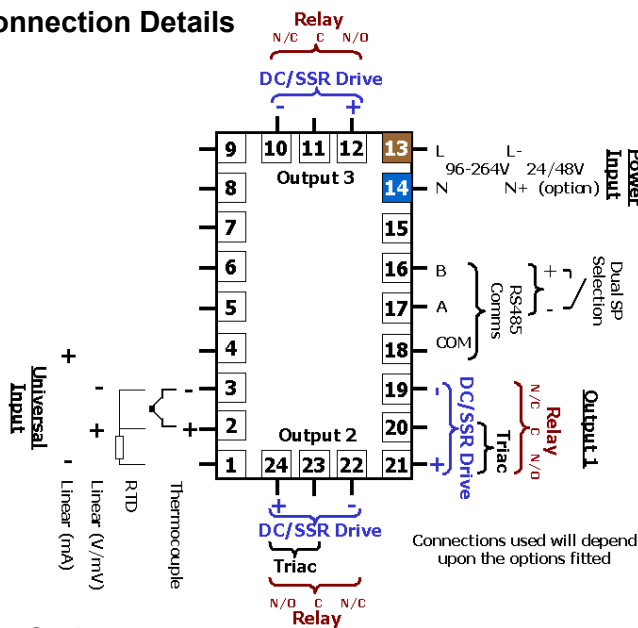 onnection Details
Relay
N/C C N/O
DC/SSR Drive
- +
9 10 11 12 13 L L-
Output 3
96-264V 24/48V
8 14 N N+ (option)
Power
Input
7 15
6 16 B
5 17 A
4 18 COM
RS485
Comms
+
-
Dual SP
Selection
3 19 -
2 20
1 24 23 22 21 +
Output 2
DC/SSR Drive
Triac
N/C C N/O
Relay
Output 1
Universal
Input
+
-
Linear (mA)
-
+
Linear (V/mV)
RTD
-
+
Thermocouple
+ -
DC/SSR Drive
Triac
N/O C N/C
Relay
Connections used will depend
upon the options fitted